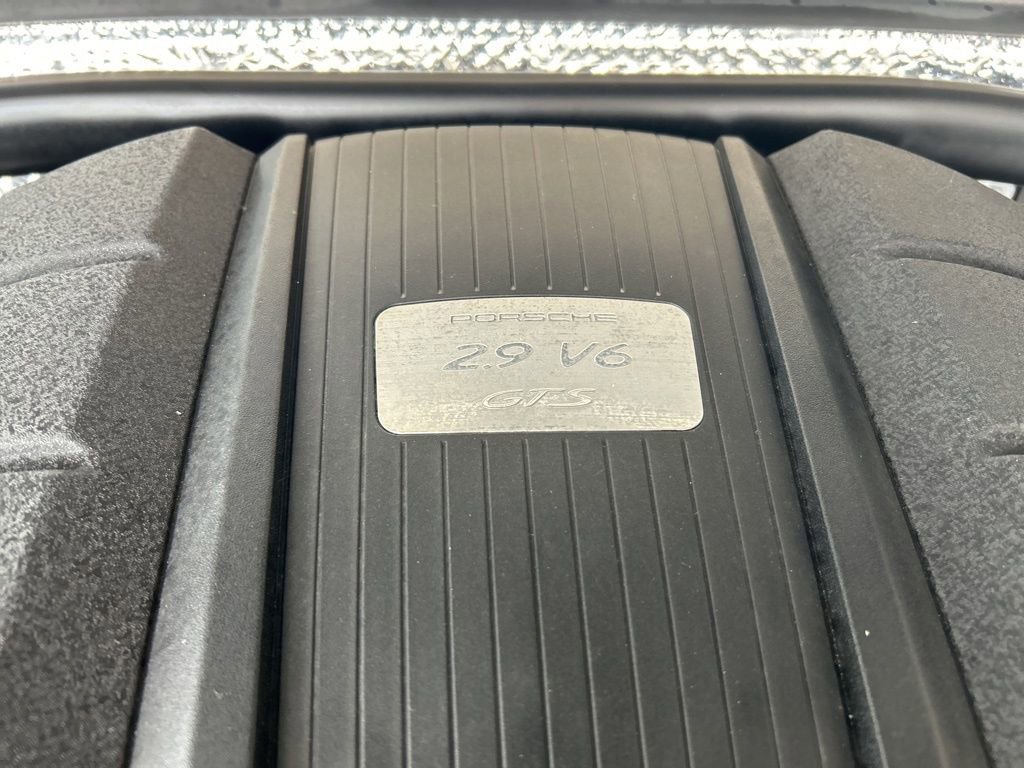 PORSCHE
2.9 V6
GTS